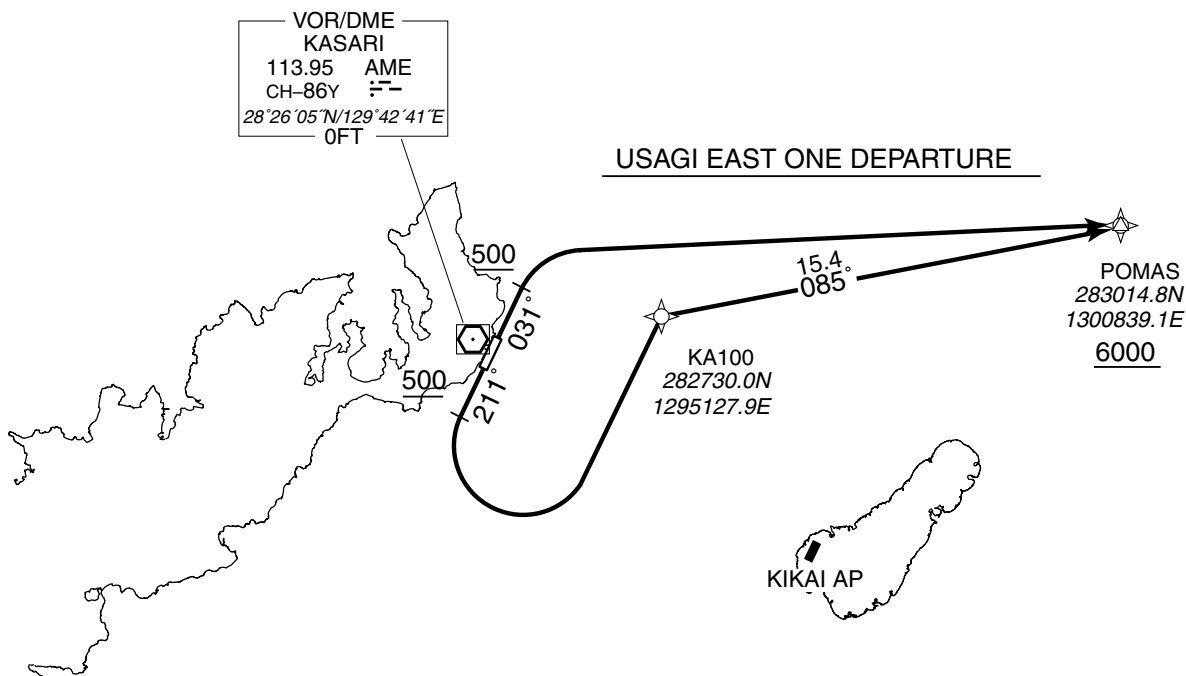 VOR/DME
KASARI
113.95 AME
CH–86Y
28°26´05˝N/129°42´41˝E
0FT
USAGI EAST ONE DEPARTURE
500
031°
15.4
085°
POMAS
283014.8N
1300839.1E
6000
KA100
282730.0N
1295127.9E
500
211°
KIKAI AP